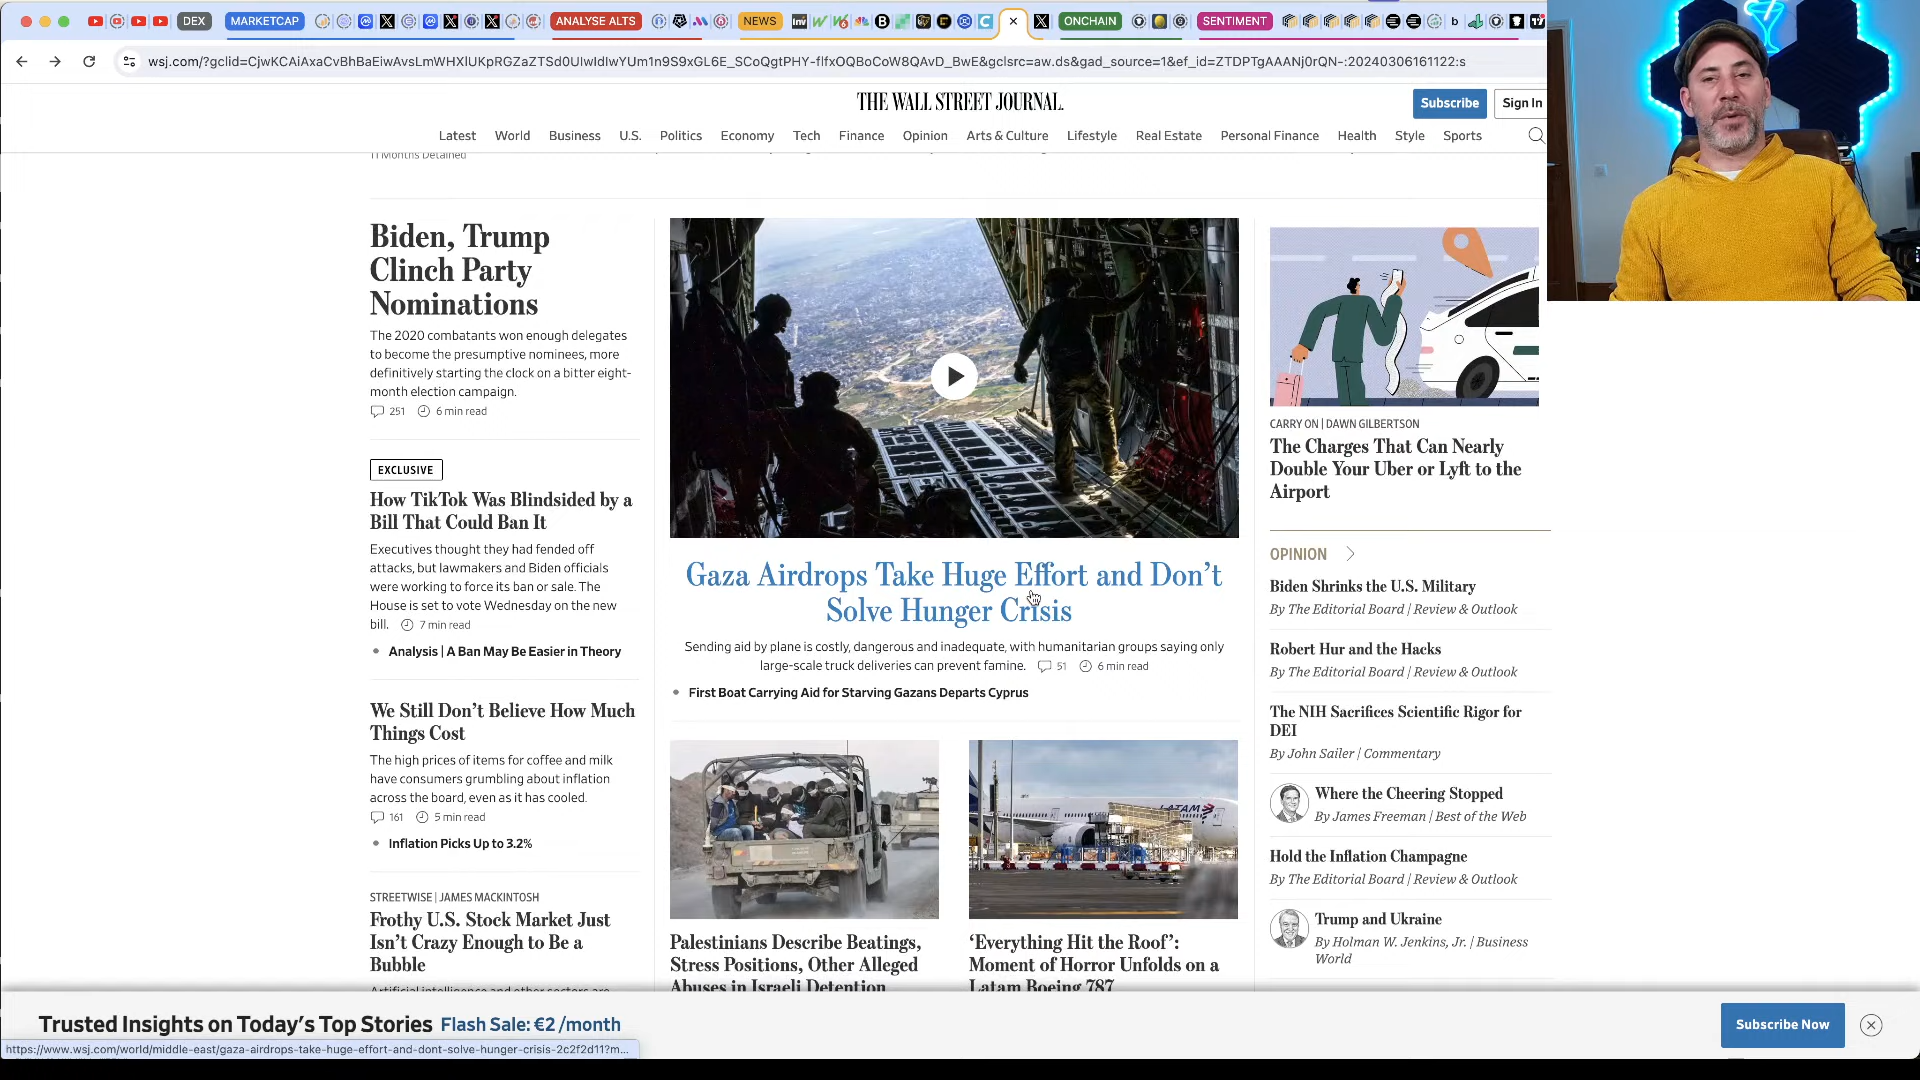 DEX
MARKETCAP
ANALYSE ALTS
NEWS
ONCHAIN
SENTIMENT
wsj.com/?gclid=CjwKCAiAxaCvBhBaEiwAvsLmWHXlUKpRGZaZTSd0UlwIdlwYUm1n9S9xGL6E_SCoQgtPHY-flfxOQBoCoW8QAvD_BwE&gclsrc=aw.ds&gad_source=1&ef_id=ZTDPTgAAANj0rQN-:20240306161122:s
THE WALL STREET JOURNAL.
Subscribe
Sign In
Latest World Business U.S. Politics Economy Tech Finance Opinion Arts & Culture Lifestyle Real Estate Personal Finance Health Style Sports
11 Months Detained
Biden, Trump
Clinch Party
Nominations
The 2020 combatants won enough delegates
to become the presumptive nominees, more
definitively starting the clock on a bitter eight-
month election campaign.
251 6 min read
EXCLUSIVE
How TikTok Was Blindsided by a
Bill That Could Ban It
Executives thought they had fended off
attacks, but lawmakers and Biden officials
were working to force its ban or sale. The
House is set to vote Wednesday on the new
bill. 7 min read
Analysis | A Ban May Be Easier in Theory
We Still Don't Believe How Much
Things Cost
The high prices of items for coffee and milk
have consumers grumbling about inflation
across the board, even as it has cooled.
161 5 min read
Inflation Picks Up to 3.2%
STREETWISE | JAMES MACKINTOSH
Frothy U.S. Stock Market Just
Isn't Crazy Enough to Be a
Bubble
Artificial intelligence and other sectors are
Gaza Airdrops Take Huge Effort and Don't
Solve Hunger Crisis
Sending aid by plane is costly, dangerous and inadequate, with humanitarian groups saying only
large-scale truck deliveries can prevent famine. 51 6 min read
First Boat Carrying Aid for Starving Gazans Departs Cyprus
LATAM
Palestinians Describe Beatings,
Stress Positions, Other Alleged
Abuses in Israeli Detention
'Everything Hit the Roof':
Moment of Horror Unfolds on a
Latam Boeing 787
CARRY ON | DAWN GILBERTSON
The Charges That Can Nearly
Double Your Uber or Lyft to the
Airport
OPINION
Biden Shrinks the U.S. Military
By The Editorial Board | Review & Outlook
Robert Hur and the Hacks
By The Editorial Board | Review & Outlook
The NIH Sacrifices Scientific Rigor for
DEI
By John Sailer | Commentary
Where the Cheering Stopped
By James Freeman | Best of the Web
Hold the Inflation Champagne
By The Editorial Board | Review & Outlook
Trump and Ukraine
By Holman W. Jenkins, Jr. | Business
World
Trusted Insights on Today's Top Stories Flash Sale: €2 /month
Subscribe Now
https://www.wsj.com/world/middle-east/gaza-airdrops-take-huge-effort-and-dont-solve-hunger-crisis-2c2f2d11?m...